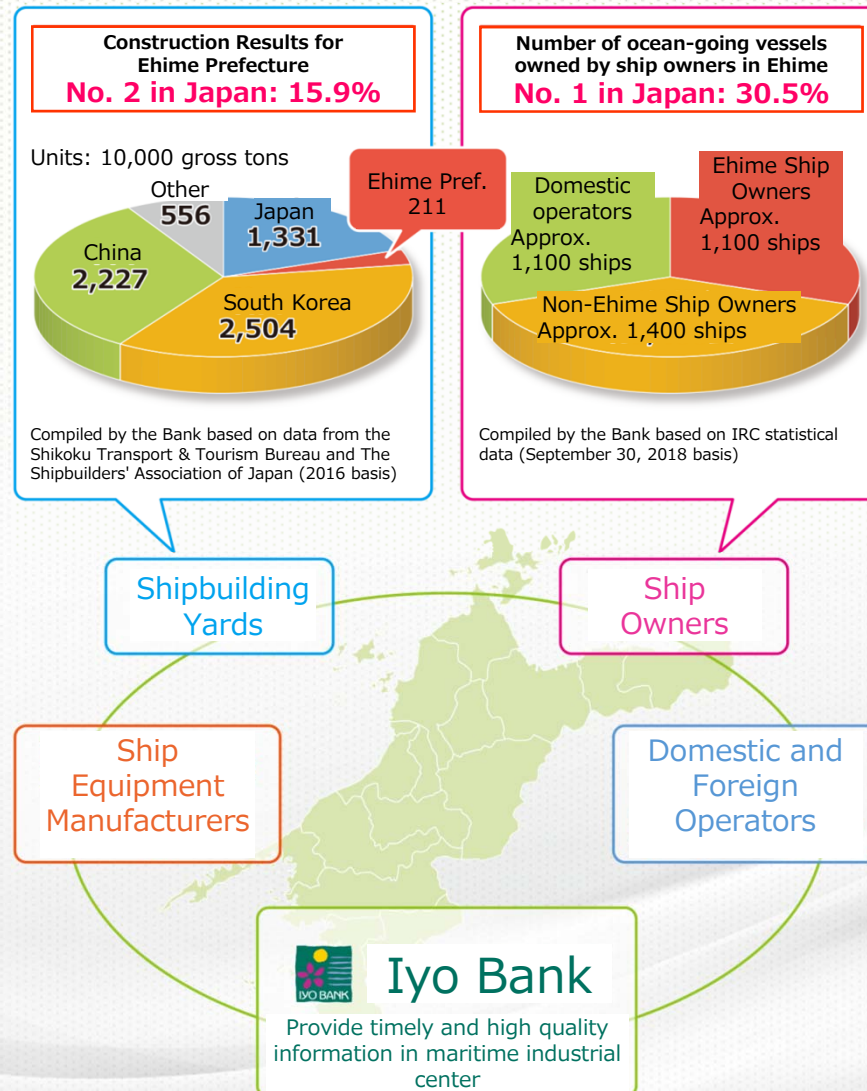 Construction Results for
Ehime Prefecture
No. 2 in Japan: 15.9%
Units: 10,000 gross tons
Other
556
Japan
1,331
Ehime Pref.
211
China
2,227
South Korea
2,504
Compiled by the Bank based on data from the
Shikoku Transport & Tourism Bureau and The
Shipbuilders' Association of Japan (2016 basis)
Number of ocean-going vessels
owned by ship owners in Ehime
No. 1 in Japan: 30.5%
Domestic
operators
Approx.
1,100 ships
Ehime Ship
Owners
Approx.
1,100 ships
Non-Ehime Ship Owners
Approx. 1,400 ships
Compiled by the Bank based on IRC statistical
data (September 30, 2018 basis)
Shipbuilding
Yards
Ship
Owners
Ship
Equipment
Manufacturers
Domestic and
Foreign
Operators
IYO BANK
Iyo Bank
Provide timely and high quality
information in maritime industrial
center